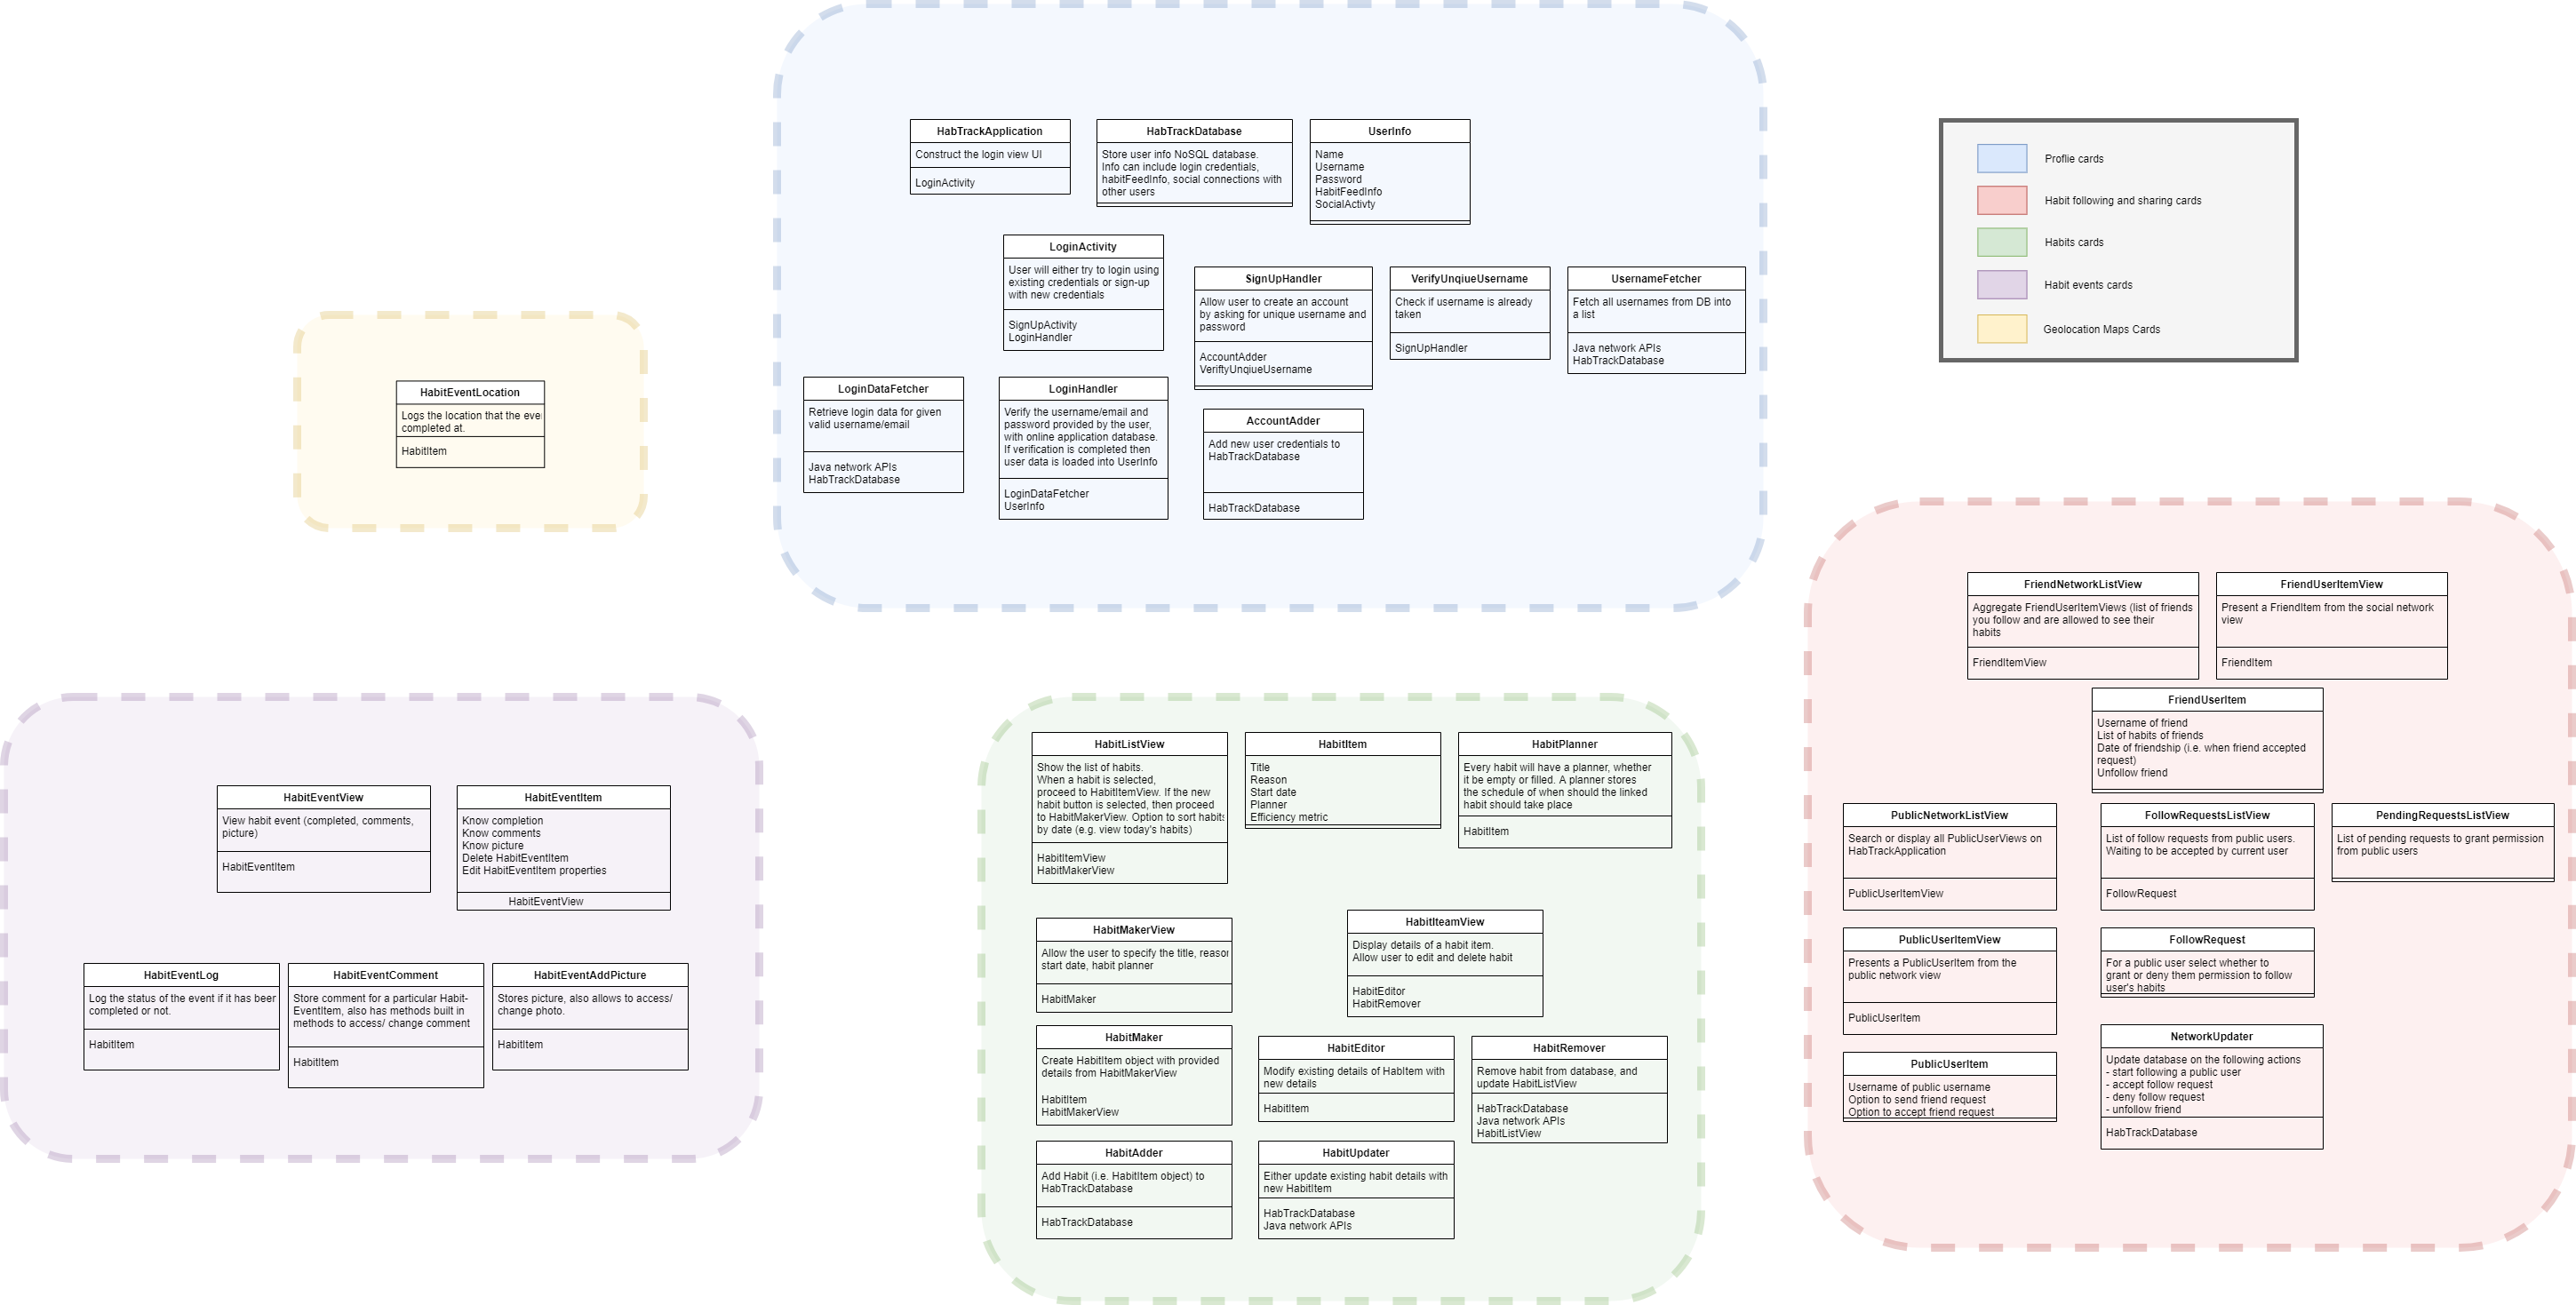 HabTrackApplication
Construct the login view UI
LoginActivity
HabTrackDatabase
Store user info NoSQL database.
Info can include login credentials,
habitFeedInfo, social connections with
other users
UserInfo
Name
Username
Password
HabitFeedInfo
SocialActivty
LoginActivity
User will either try to login using
existing credentials or sign-up
with new credentials
SignUpActivity
LoginHandler
SignUpHandler
Allow user to create an account
by asking for unique username and
password
AccountAdder
VeriftyUnqiueUsername
VerifyUnqiueUsername
Check if username is already
taken
SignUpHandler
UsernameFetcher
Fetch all usernames from DB into
a list
Java network APIs
HabTrackDatabase
LoginDataFetcher
Retrieve login data for given
valid username/email
Java network APIs
HabTrackDatabase
LoginHandler
Verify the username/email and
password provided by the user,
with online application database.
If verification is completed then
user data is loaded into UserInfo
LoginDataFetcher
UserInfo
AccountAdder
Add new user credentials to
HabTrackDatabase
HabTrackDatabase
Proflie cards
Habit following and sharing cards
Habits cards
Habit events cards
Geolocation Maps Cards
HabitEventLocation
Logs the location that the eve
completed at.
HabitItem
FriendNetworkListView
Aggregate FriendUserItemViews (list of friends
you follow and are allowed to see their
habits
FriendItemView
FriendUserItemView
Present a FriendItem from the social network
view
FriendItem
FriendUserItem
Username of friend
List of habits of friends
Date of friendship (i.e. when friend accepted
request)
Unfollow friend
PublicNetworkListView
Search or display all PublicUserViews on
HabTrackApplication
PublicUserItemView
FollowRequestsListView
List of follow requests from public users.
Waiting to be accepted by current user
FollowRequest
PendingRequestsListView
List of pending requests to grant permission
from public users
PublicUserItemView
Presents a PublicUserItem from the
public network view
PublicUserItem
FollowRequest
For a public user select whether to
grant or deny them permission to follow
user's habits
PublicUserItem
Username of public username
Option to send friend request
Option to accept friend request
NetworkUpdater
Update database on the following actions
- start following a public user
- accept follow request
- deny follow request
- unfollow friend
HabTrackDatabase
HabitEventView
View habit event (completed, comments,
picture)
HabitEventItem
HabitEventItem
Know completion
Know comments
Know picture
Delete HabitEventItem
Edit HabitEventItem properties
HabitEventView
HabitEventLog
Log the status of the event if it has been
completed or not.
HabitItem
HabitEventComment
Store comment for a particular Habit-
EventItem, also has methods built in
methods to access/ change comment
HabitItem
HabitEventAddPicture
Stores picture, also allows to access/
change photo.
HabitItem
HabitListView
Show the list of habits.
When a habit is selected,
proceed to HabitItemView. If the new
habit button is selected, then proceed
to HabitMakerView. Option to sort habits
by date (e.g. view today's habits)
HabitItemView
HabitMakerView
HabitItem
Title
Reason
Start date
Planner
Efficiency metric
HabitPlanner
Every habit will have a planner, whether
it be empty or filled. A planner stores
the schedule of when should the linked
habit should take place
HabitItem
HabitMakerView
Allow the user to specify the title, reason
start date, habit planner
HabitMaker
HabitIteamView
Display details of a habit item.
Allow user to edit and delete habit
HabitEditor
HabitRemover
HabitMaker
Create HabitItem object with provided
details from HabitMakerView
HabitItem
HabitMakerView
HabitEditor
Modify existing details of HabItem with
new details
HabitItem
HabitRemover
Remove habit from database, and
update HabitListView
HabTrackDatabase
Java network APIs
HabitListView
HabitAdder
Add Habit (i.e. HabitItem object) to
HabTrackDatabase
HabTrackDatabase
HabitUpdater
Either update existing habit details with
new HabitItem
HabTrackDatabase
Java network APIs